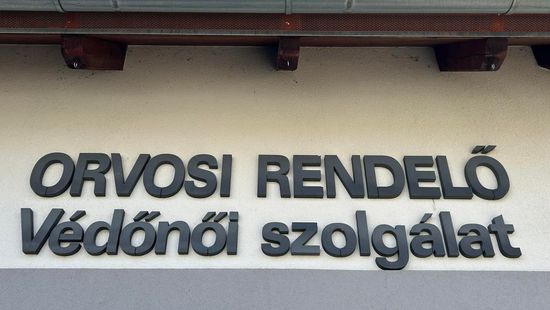 ORVOSI RENDELŐ
Védőnői szolgálat